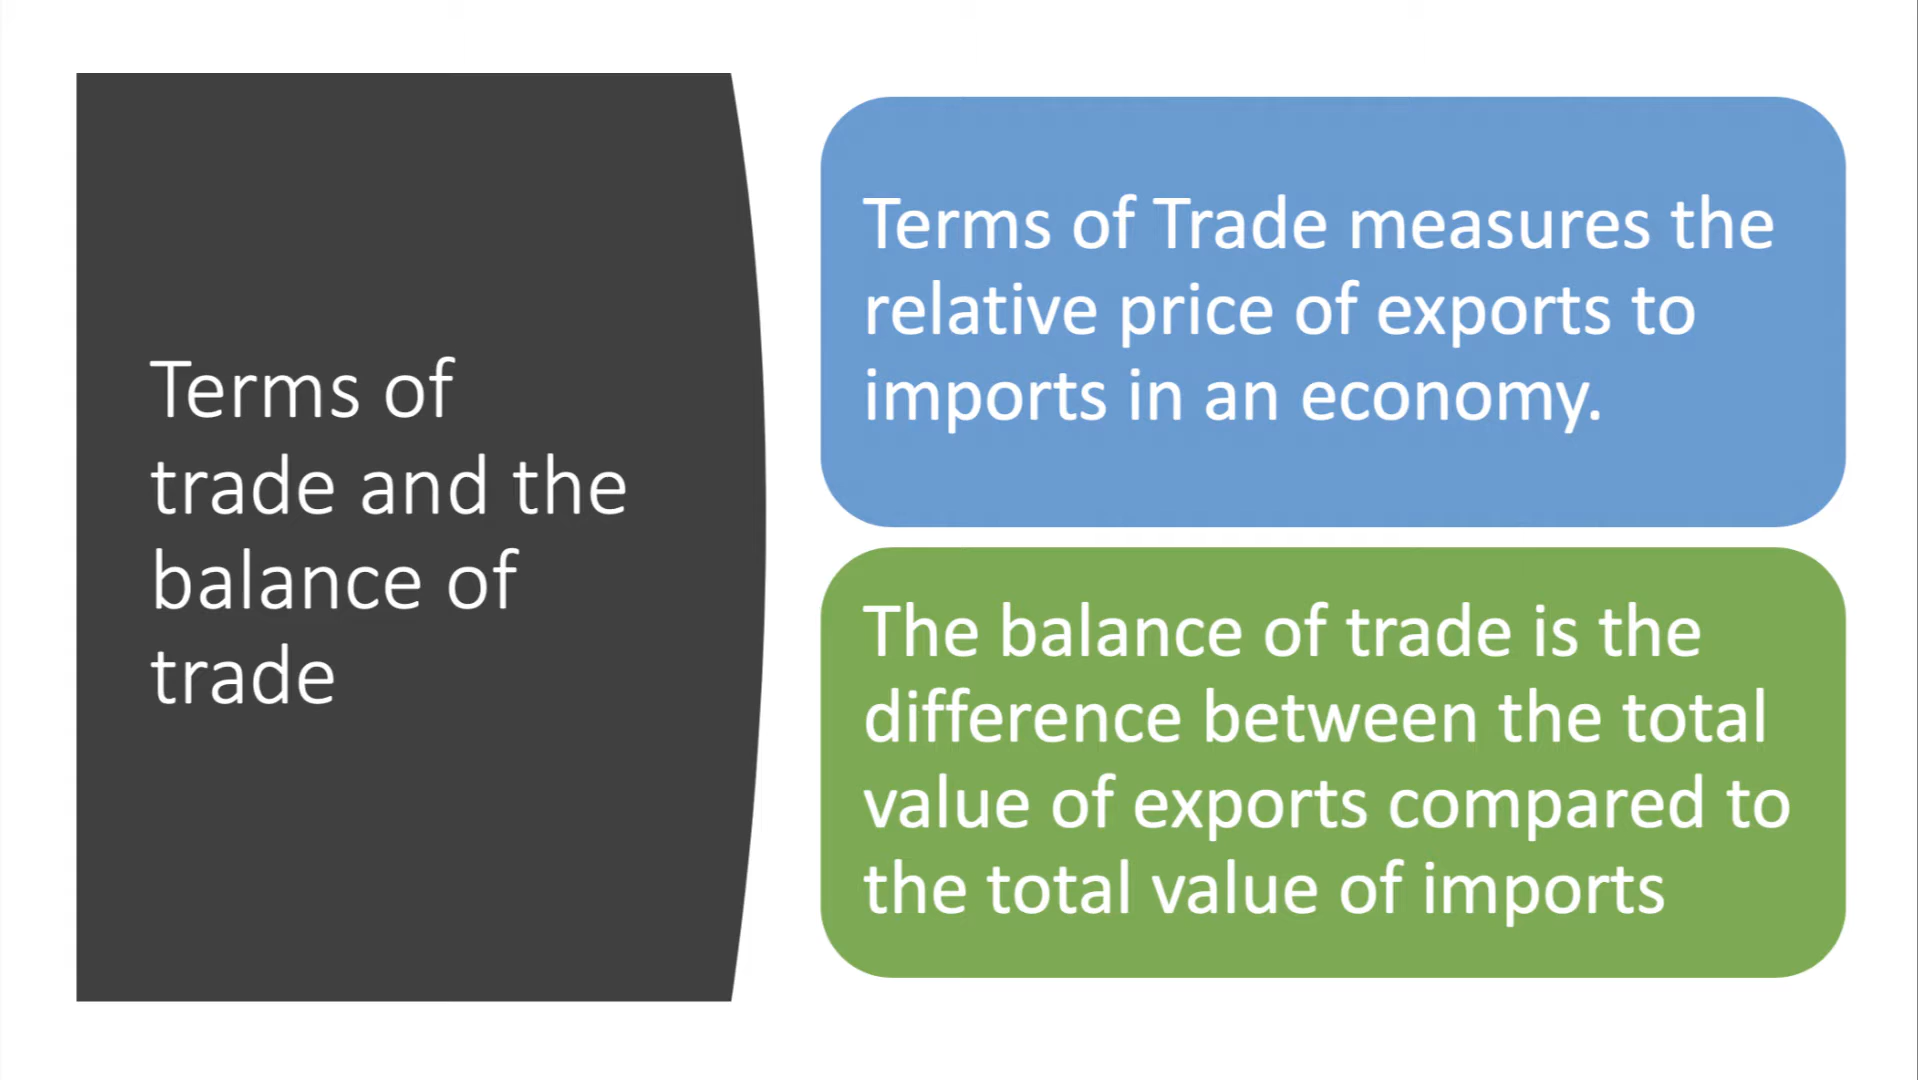 Terms of
trade and the
balance of
trade
Terms of Trade measures the
relative price of exports to
imports in an economy.
The balance of trade is the
difference between the total
value of exports compared to
the total value of imports